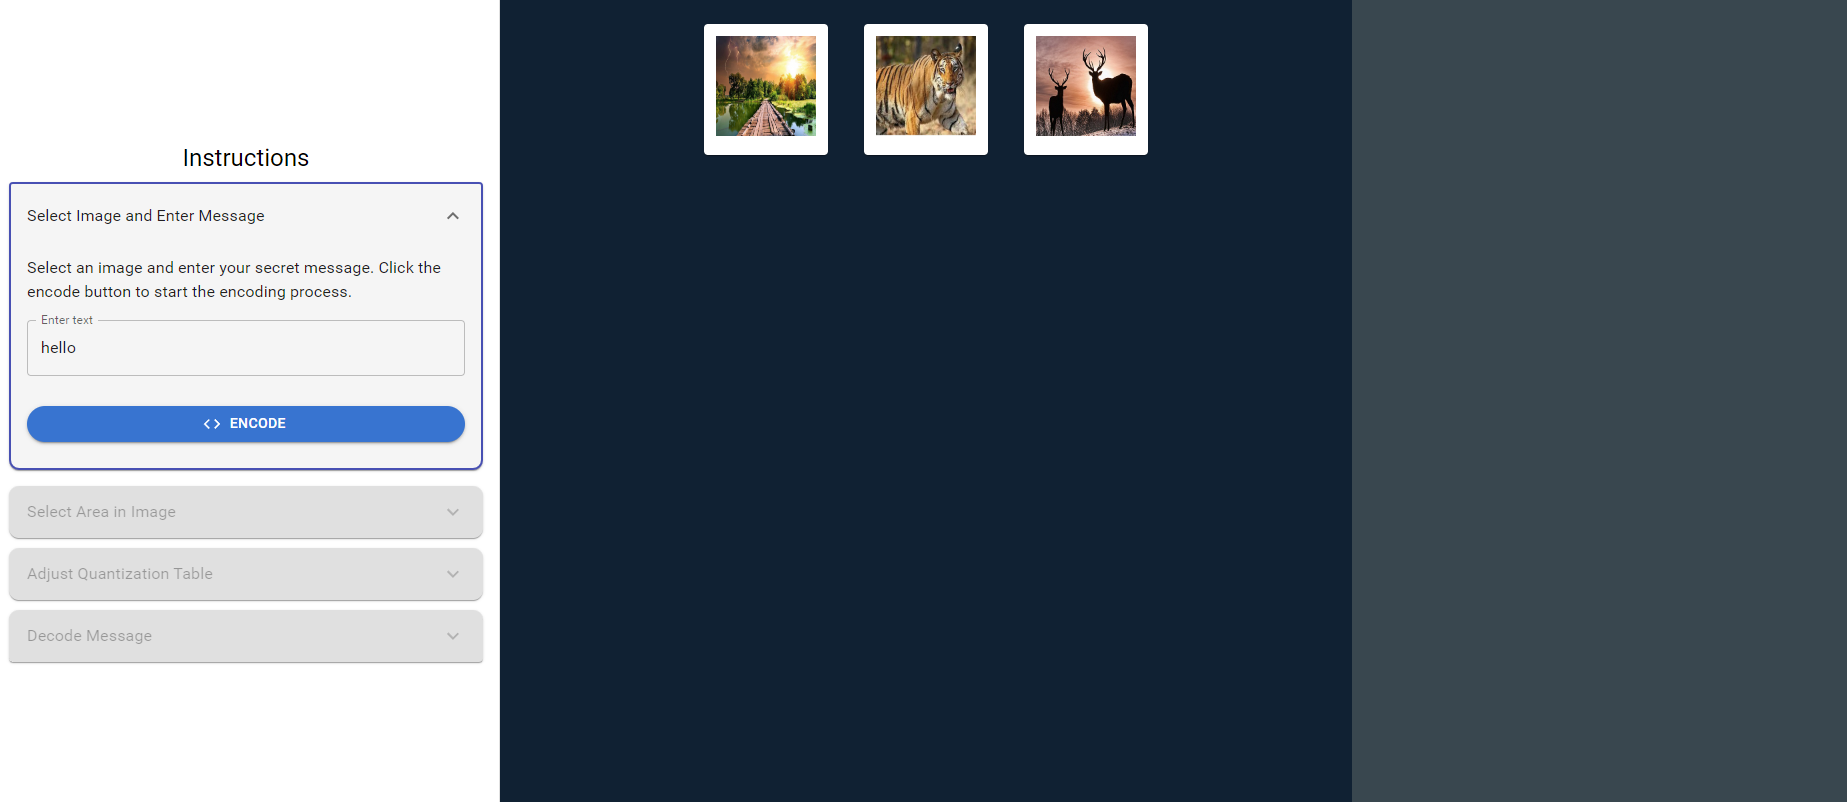 Instructions
Select Image and Enter Message
Select an image and enter your secret message. Click the
encode button to start the encoding process.
Enter text
hello
ENCODE
Select Area in Image
Adjust Quantization Table
Decode Message